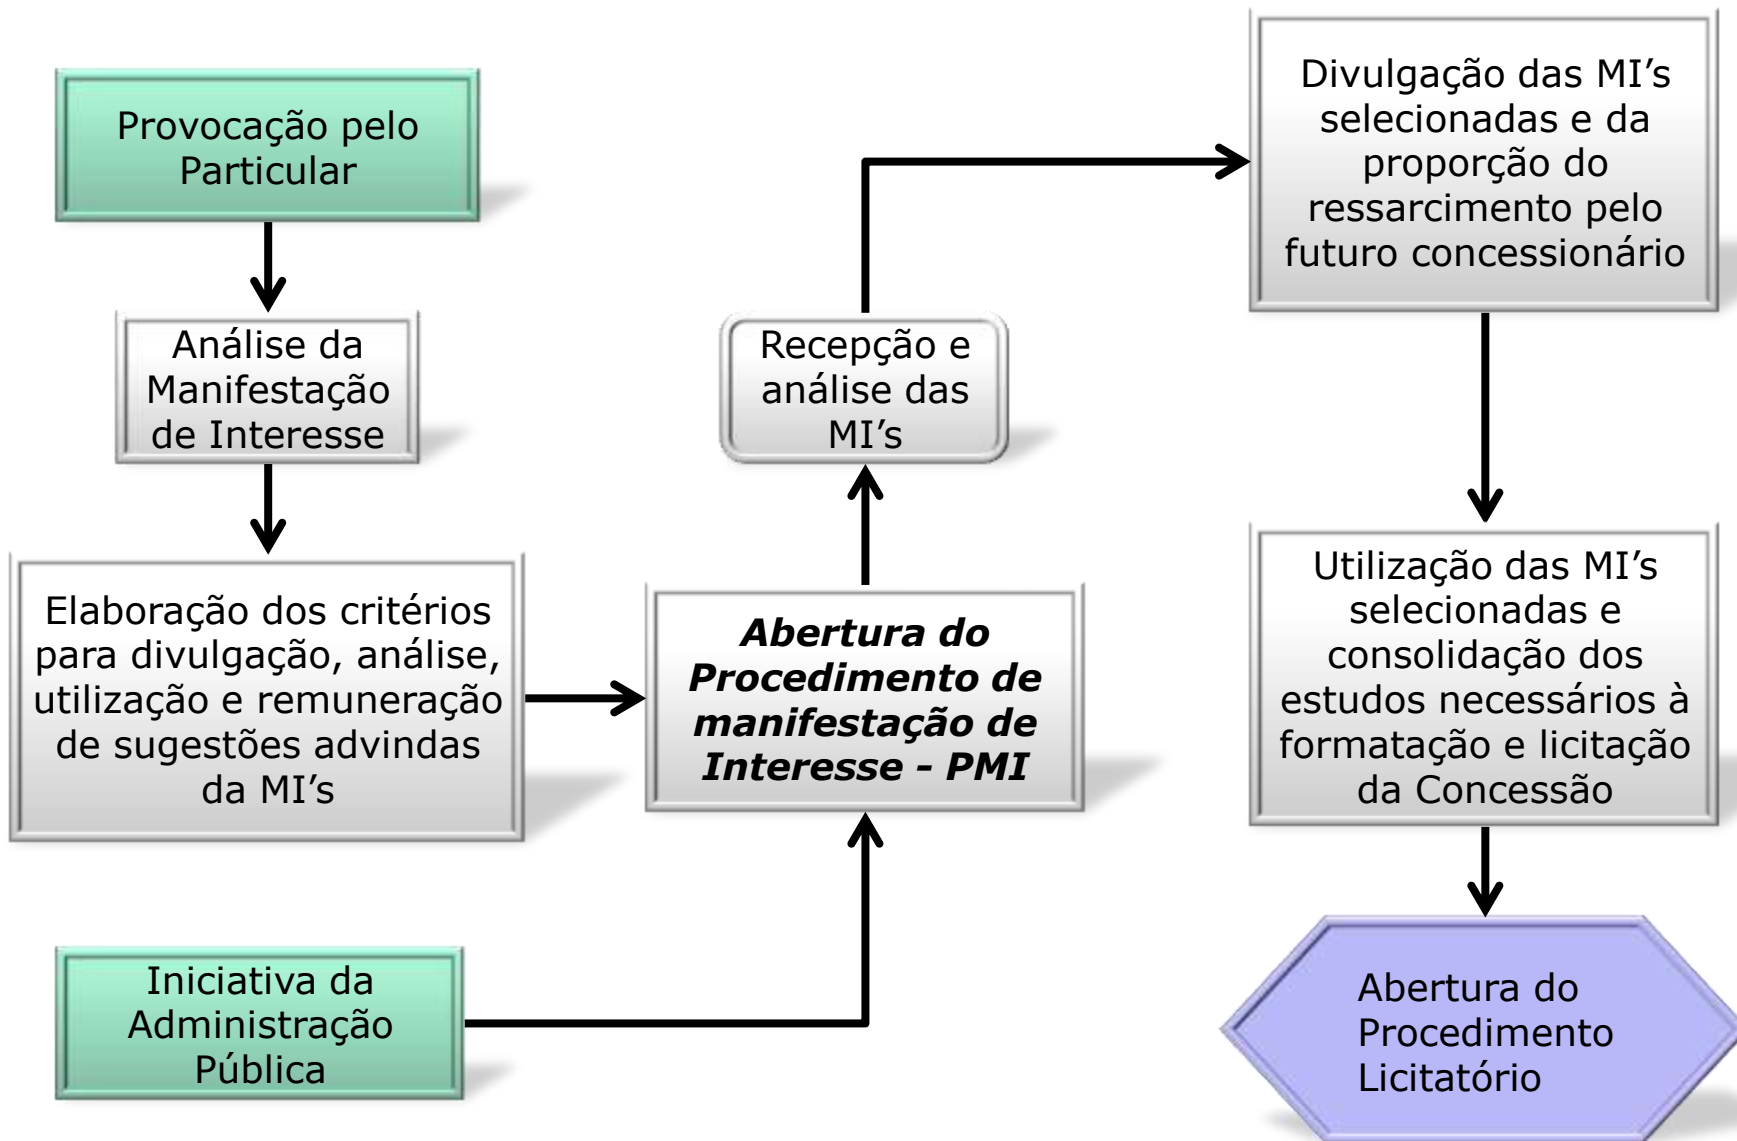 Provocação pelo
Particular
Análise da
Manifestação
de Interesse
Elaboração dos critérios
para divulgação, análise,
utilização e remuneração
de sugestões advindas
da MI’s
Iniciativa da
Administração
Pública
Abertura do
Procedimento de
manifestação de
Interesse - PMI
Recepção e
análise das
MI’s
Divulgação das MI’s
selecionadas e da
proporção do
ressarcimento pelo
futuro concessionário
Utilização das MI’s
selecionadas e
consolidação dos
estudos necessários à
formatação e licitação
da Concessão
Abertura do
Procedimento
Licitatório